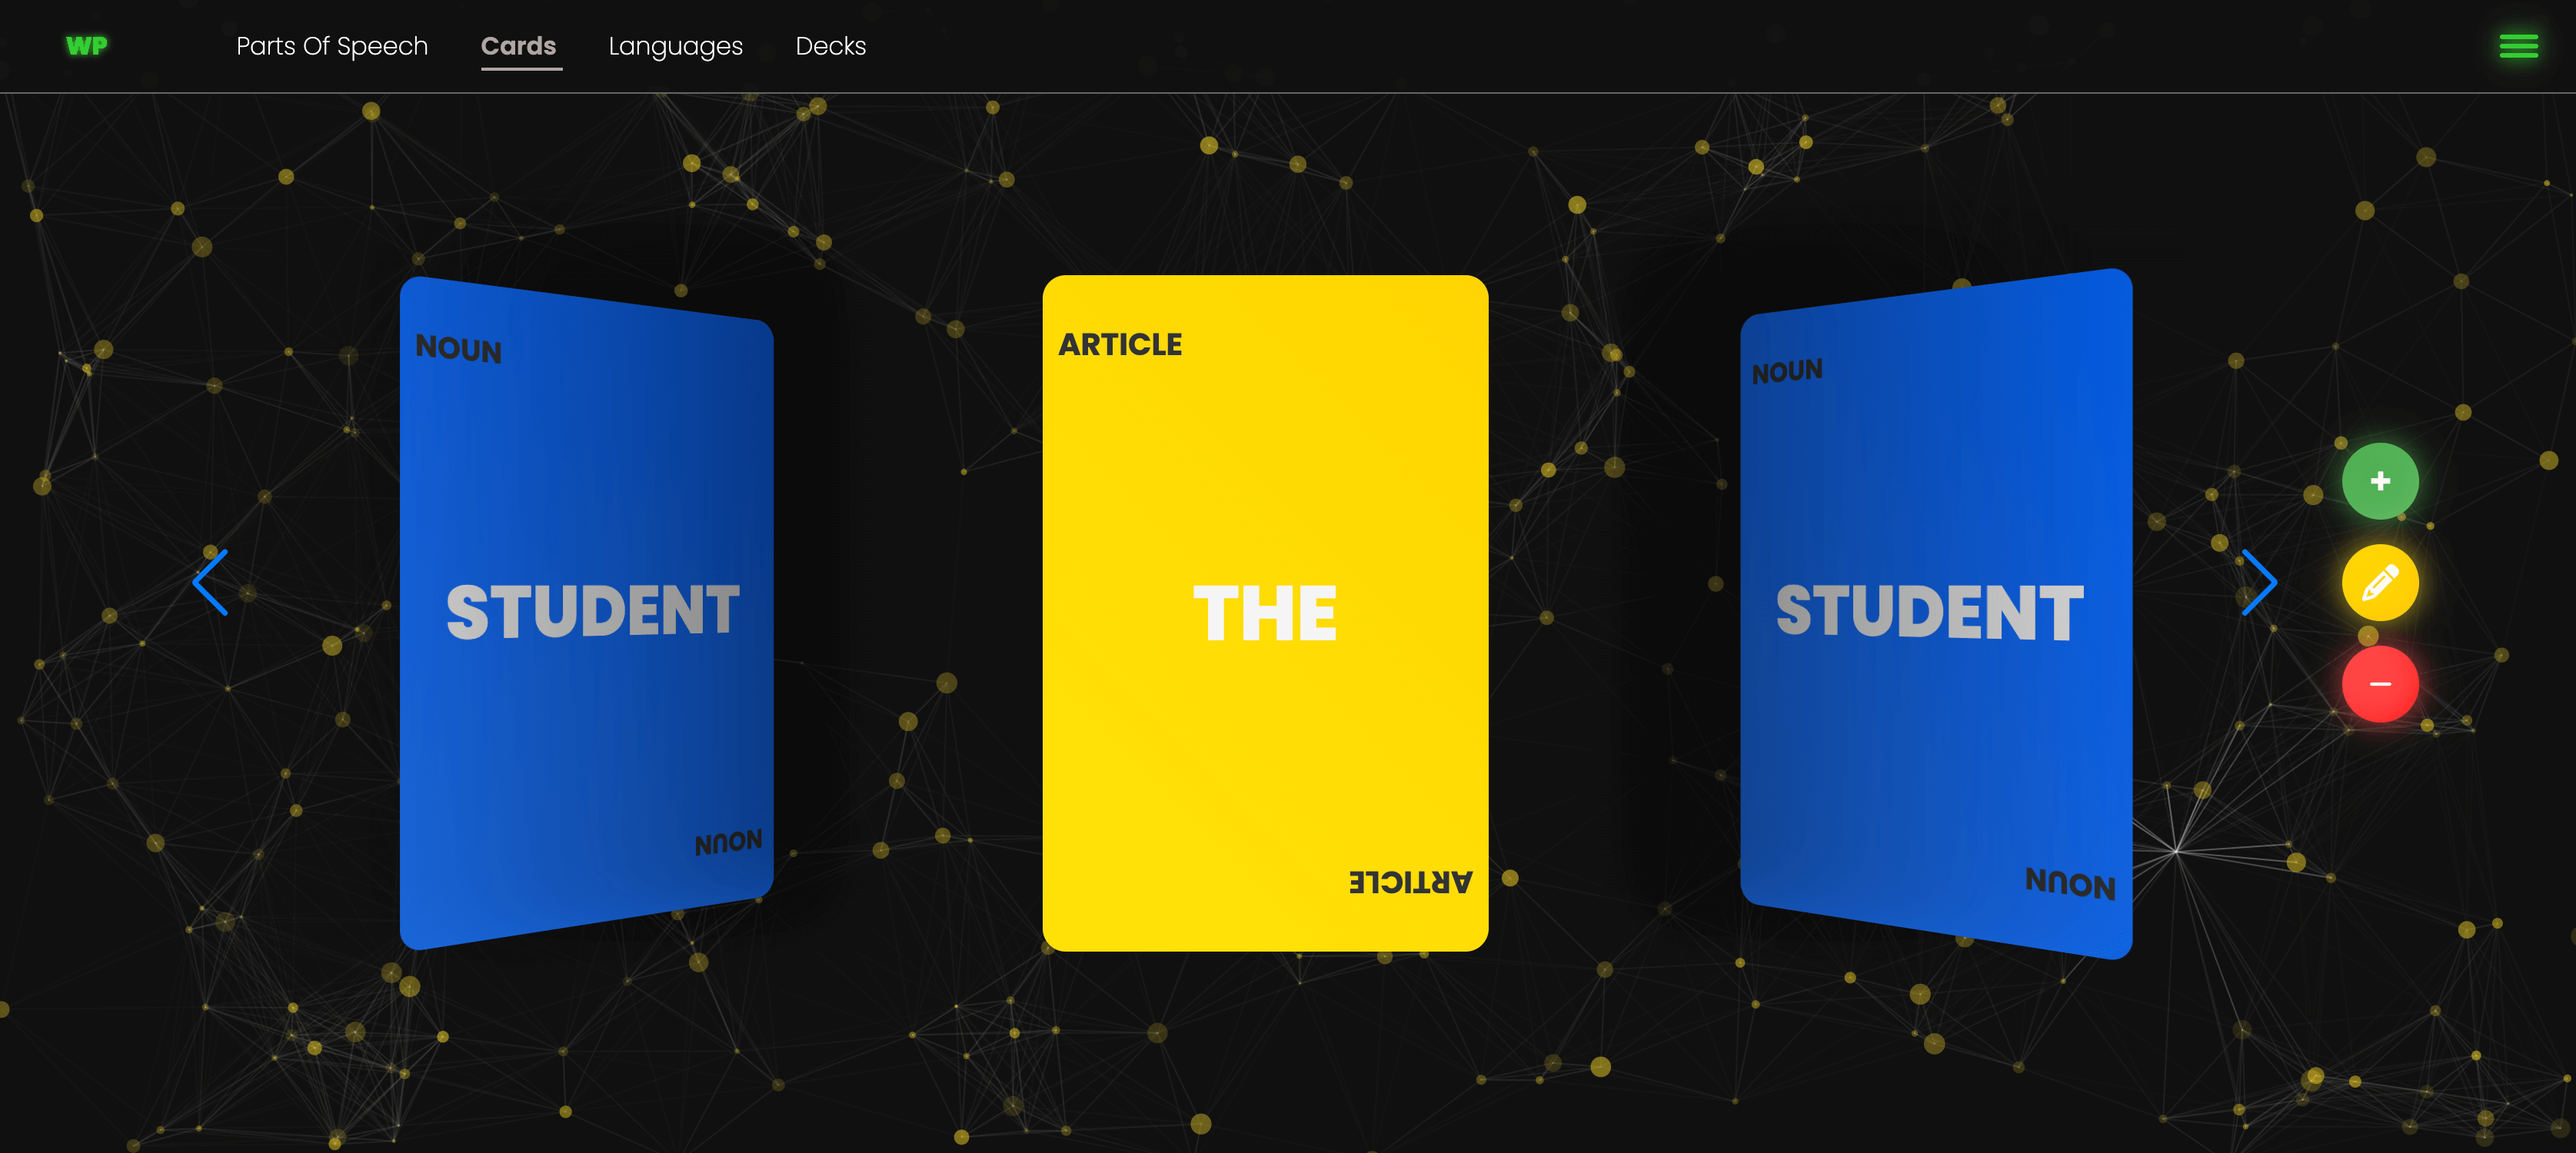 WP Parts Of Speech Cards Languages Decks
NOUN
STUDENT
NOUN
ARTICLE
THE
ARTICLE
NOUN
STUDENT
NOUN